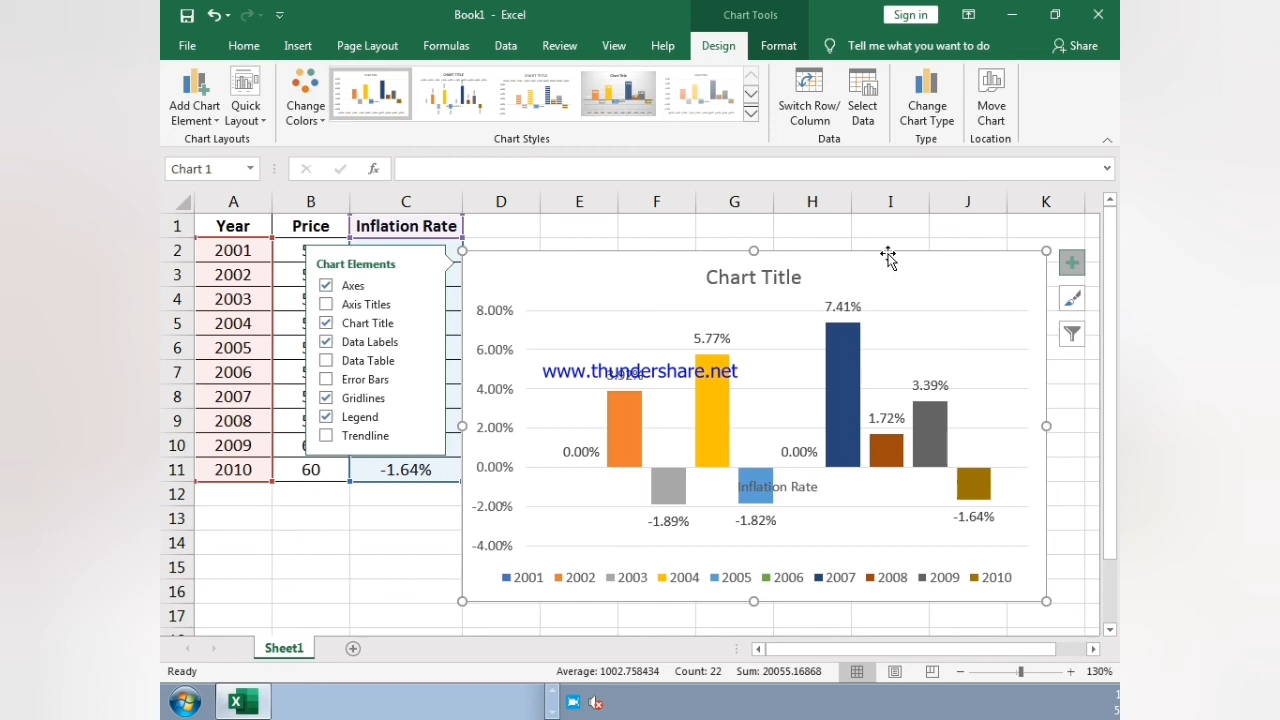 Book1 - Excel
Chart Tools
Sign in
File
Home
Insert
Page Layout
Formulas
Data
Review
View
Help
Design
Format
Tell me what you want to do
Share
Add Chart
Element
Quick
Layout
Change
Colors
Switch Row/
Column
Select
Data
Change
Chart Type
Move
Chart
Chart Layouts
Chart Styles
Data
Type
Location
Chart 1
fx
A B C D E F G H I J K
1 Year Price Inflation Rate
2 2001
3 2002
4 2003
5 2004
6 2005
7 2006
8 2007
9 2008
10 2009
11 2010 60 -1.64%
12
13
14
15
16
17
Chart Elements
Axes
Axis Titles
Chart Title
Data Labels
Data Table
Error Bars
Gridlines
Legend
Trendline
Chart Title
8.00%
6.00%
4.00%
2.00%
0.00%
-2.00%
-4.00%
0.00%
3.92%
-1.89%
5.77%
-1.82%
0.00%
7.41%
1.72%
3.39%
-1.64%
www.thundershare.net
Inflation Rate
2001 2002 2003 2004 2005 2006 2007 2008 2009 2010
Sheet1
Ready
Average: 1002.758434 Count: 22 Sum: 20055.16868
130%